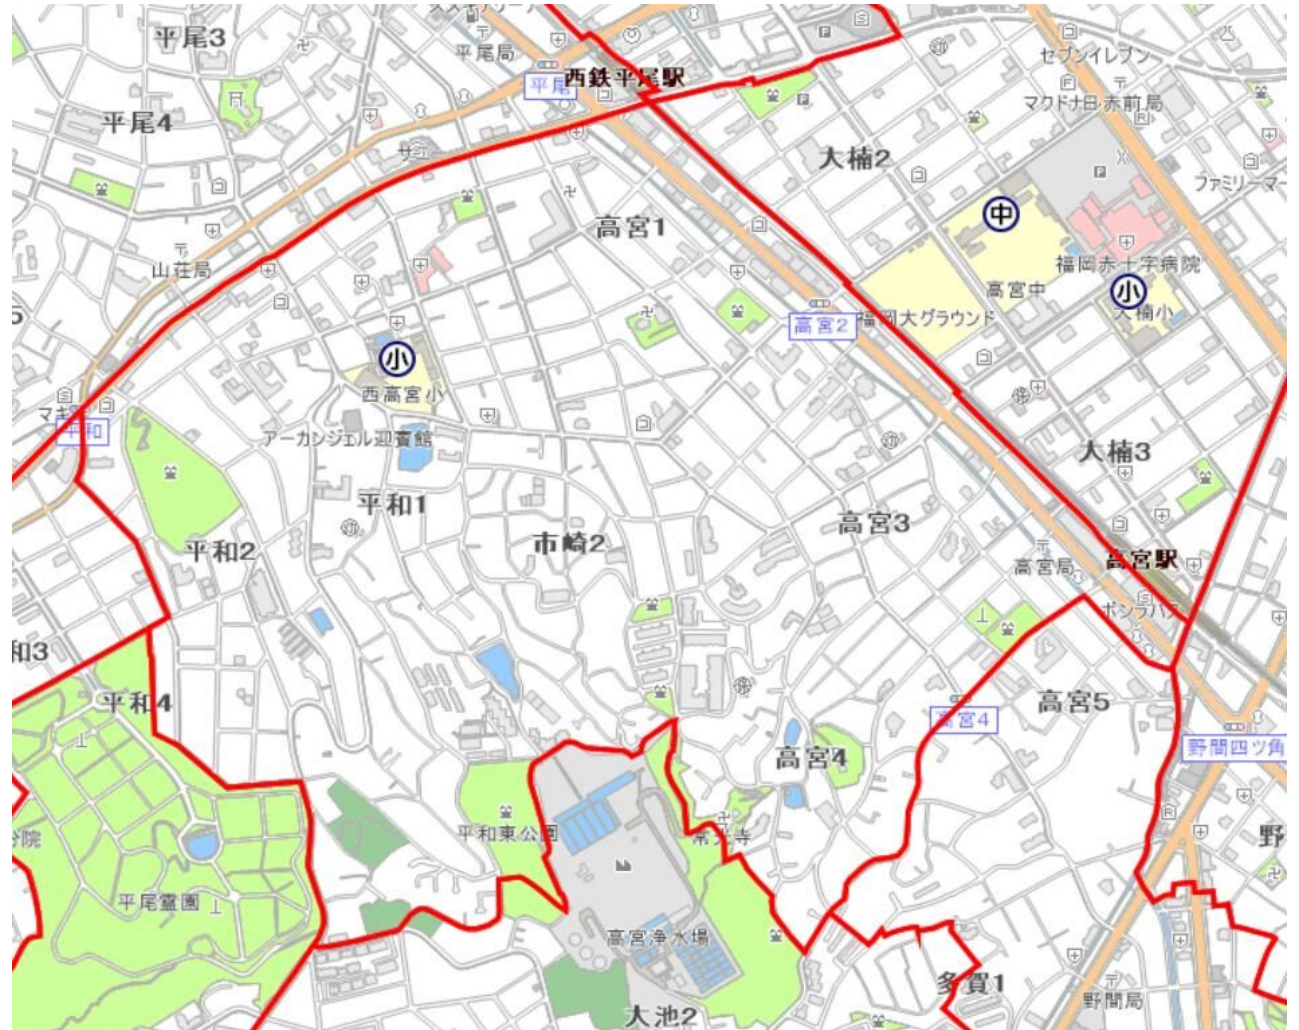 平尾3
平尾局
平尾
西鉄平尾駅
セブンイレブン
赤前局
平尾4
大楠2
ファミリーマー
高宮1
山荘局
福岡赤十字病院
高宮中
中
小
大楠小
5
高宮2
福岡大グラウンド
小
西高宮小
平和
アーカンジェル迎賓館
大楠3
平和1
高宮3
市崎2
平和2
高宮局
高宮駅
ボンラパス
和3
平和4
高宮5
高宮4
野間四ツ角
高宮4
平和東公園
常光寺
分院
野
平尾霊園
高宮浄水場
多賀1
野間局
大池2